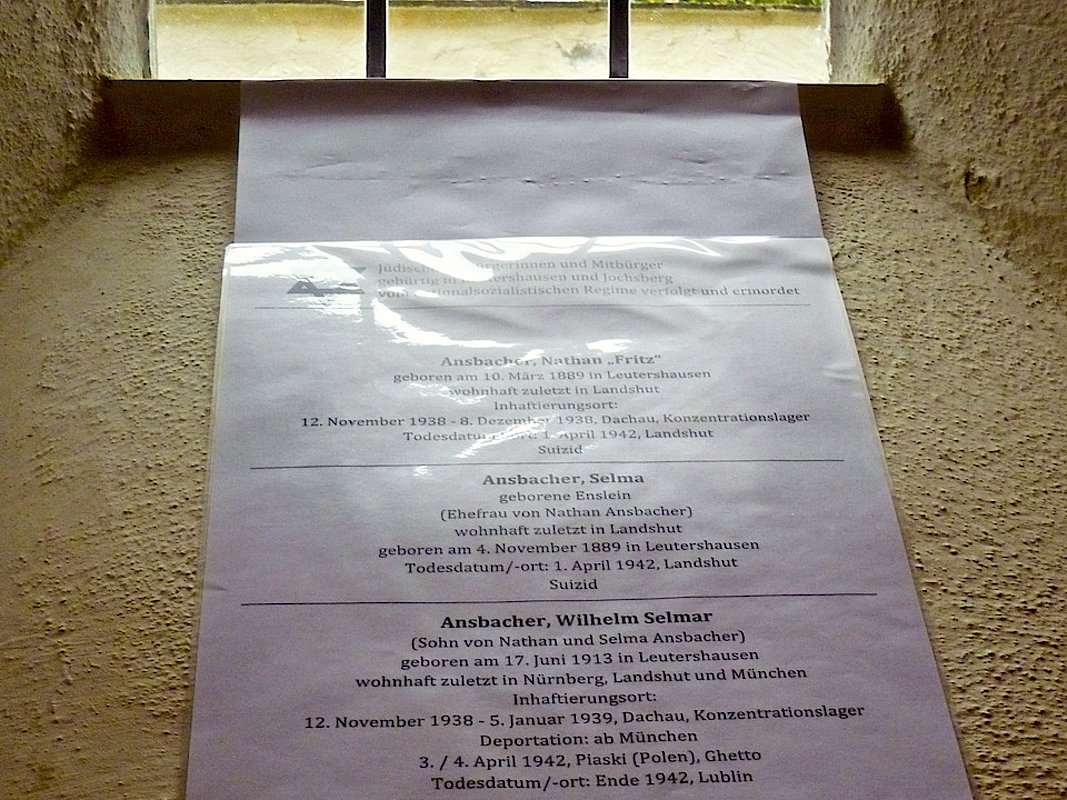 Jüdische Mitbürgerinnen und Mitbürger
gebürtig in Leutershausen und Jochsberg
vom nationalsozialistischen Regime verfolgt und ermordet
Ansbacher, Nathan „Fritz“
geboren am 10. März 1889 in Leutershausen
wohnhaft zuletzt in Landshut
Inhaftierungsort:
12. November 1938 - 8. Dezember 1938, Dachau, Konzentrationslager
Todesdatum/-ort: 1. April 1942, Landshut
Suizid
Ansbacher, Selma
geborene Enslein
(Ehefrau von Nathan Ansbacher)
wohnhaft zuletzt in Landshut
geboren am 4. November 1889 in Leutershausen
Todesdatum/-ort: 1. April 1942, Landshut
Suizid
Ansbacher, Wilhelm Selmar
(Sohn von Nathan und Selma Ansbacher)
geboren am 17. Juni 1913 in Leutershausen
wohnhaft zuletzt in Nürnberg, Landshut und München
Inhaftierungsort:
12. November 1938 - 5. Januar 1939, Dachau, Konzentrationslager
Deportation: ab München
3. / 4. April 1942, Piaski (Polen), Ghetto
Todesdatum/-ort: Ende 1942, Lublin